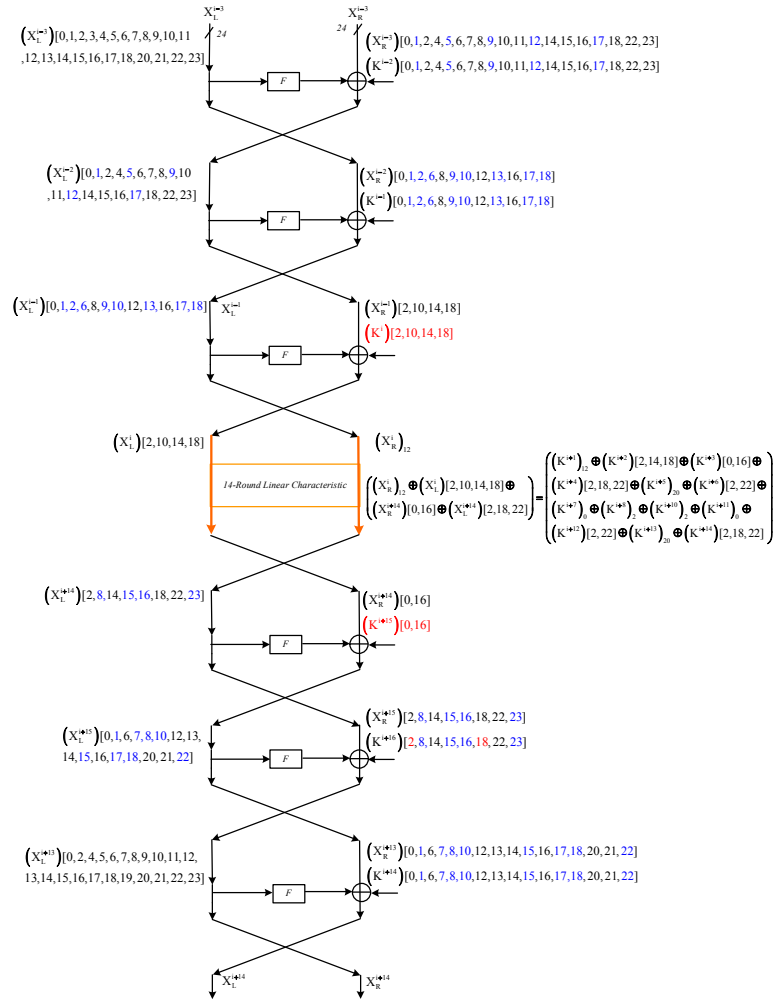 X_L^{i-3} X_R^{i-3}
24 24
(X_L^{i-3})[0,1,2,3,4,5,6,7,8,9,10,11
,12,13,14,15,16,17,18,20,21,22,23]
(X_R^{i-3})[0,1,2,4,5,6,7,8,9,10,11,12,14,15,16,17,18,22,23]
(K^{i-2})[0,1,2,4,5,6,7,8,9,10,11,12,14,15,16,17,18,22,23]
F
(X_L^{i-2})[0,1,2,4,5,6,7,8,9,10
,11,12,14,15,16,17,18,22,23]
(X_R^{i-2})[0,1,2,6,8,9,10,12,13,16,17,18]
(K^{i-1})[0,1,2,6,8,9,10,12,13,16,17,18]
F
(X_L^{i-1})[0,1,2,6,8,9,10,12,13,16,17,18] X_L^{i-1}
(X_R^{i-1})[2,10,14,18]
(K^i)[2,10,14,18]
F
(X_L^i)[2,10,14,18] (X_R^i)_12
14-Round Linear Characteristic
((X_R^i)_12⊕(X_L^i)[2,10,14,18]⊕
(X_R^{i+14})[0,16]⊕(X_L^{i+14})[2,18,22])
=
((K^{i+1})_12⊕(K^{i+2})[2,14,18]⊕(K^{i+3})[0,16]⊕
(K^{i+4})[2,18,22]⊕(K^{i+5})_20⊕(K^{i+6})[2,22]⊕
(K^{i+7})_0⊕(K^{i+8})_2⊕(K^{i+10})_2⊕(K^{i+11})_0⊕
(K^{i+12})[2,22]⊕(K^{i+13})_20⊕(K^{i+14})[2,18,22])
(X_L^{i+14})[2,8,14,15,16,18,22,23]
(X_R^{i+14})[0,16]
(K^{i+15})[0,16]
F
(X_L^{i+15})[0,1,6,7,8,10,12,13,
14,15,16,17,18,20,21,22]
(X_R^{i+15})[2,8,14,15,16,18,22,23]
(K^{i+16})[2,8,14,15,16,18,22,23]
F
(X_L^{i+13})[0,2,4,5,6,7,8,9,10,11,12,
13,14,15,16,17,18,19,20,21,22,23]
(X_R^{i+13})[0,1,6,7,8,10,12,13,14,15,16,17,18,20,21,22]
(K^{i+14})[0,1,6,7,8,10,12,13,14,15,16,17,18,20,21,22]
F
X_L^{i+14} X_R^{i+14}